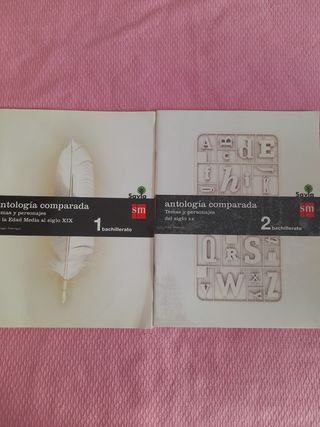 antología comparada
Temas y personajes
de la Edad Media al siglo XIX
1 bachillerato
Savia
sm
A B C d E
f h i
antología comparada
Temas y personajes
del siglo XX
2 bachillerato
Savia
sm
Q R S
V W Z